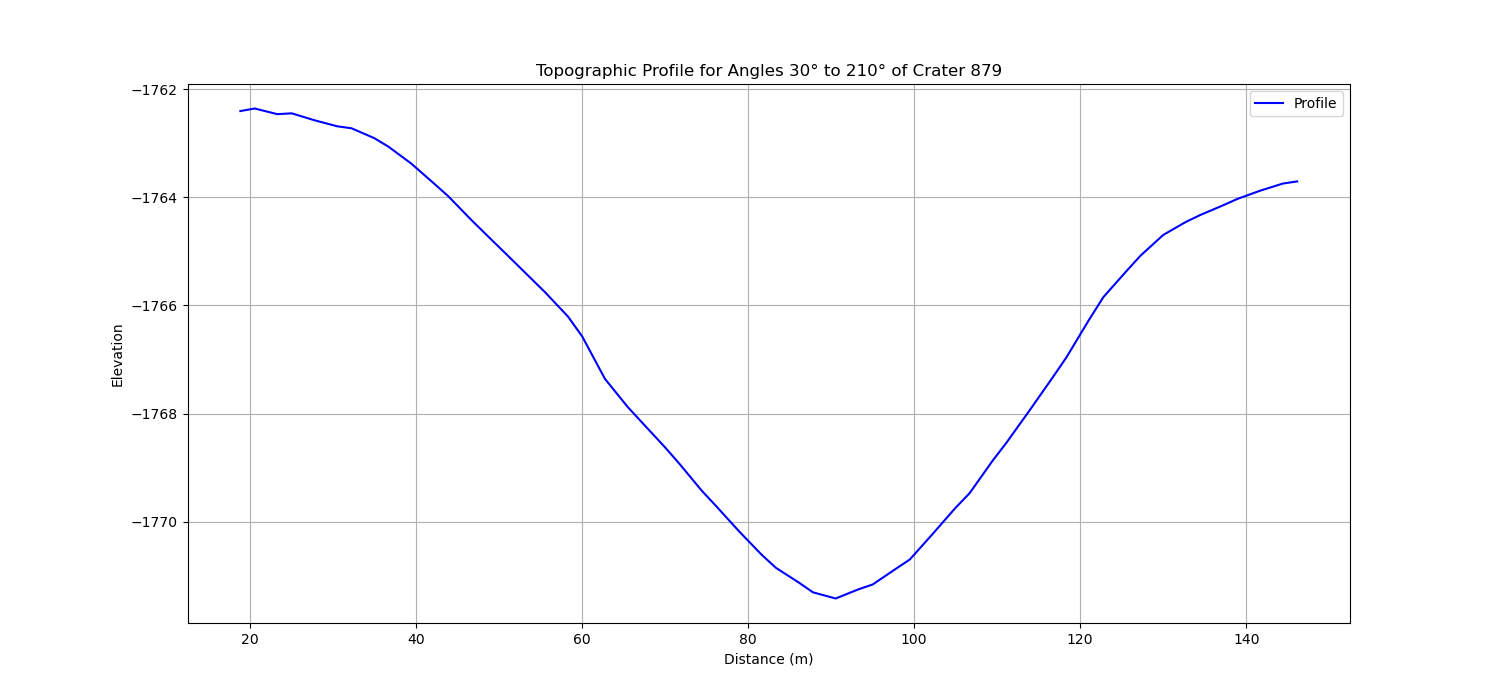 Topographic Profile for Angles 30° to 210° of Crater 879
Profile
Elevation
−1762
−1764
−1766
−1768
−1770
20 40 60 80 100 120 140
Distance (m)